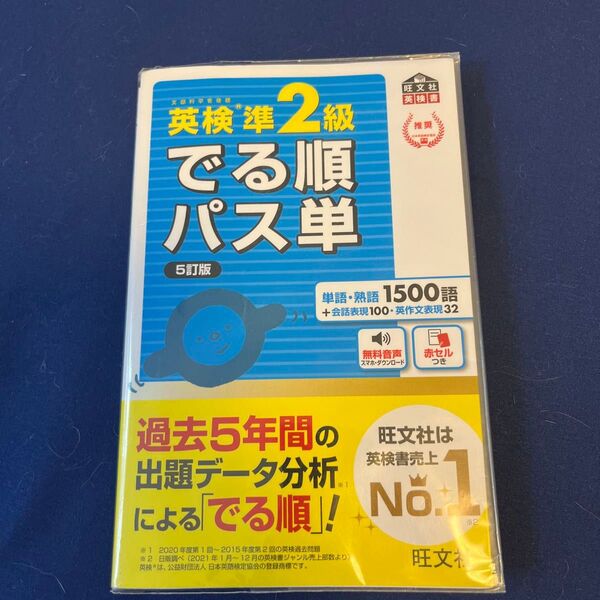 文部科学省後援
英検®準2級
でる順
パス単
5訂版
旺文社
英検書
推奨
単語・熟語1500語
+会話表現100・英作文表現32
無料音声
スマホ・ダウンロード
赤セル
つき
過去5年間の
出題データ分析※1
による「でる順」!
旺文社は
英検書売上
No.1
※2
※1 2020年度第1回~2015年度第2回の英検過去問題
※2 日販調べ(2021年1月~12月の英検書ジャンル売上部数より)
英検®は、公益財団法人 日本英語検定協会の登録商標です。
旺文社